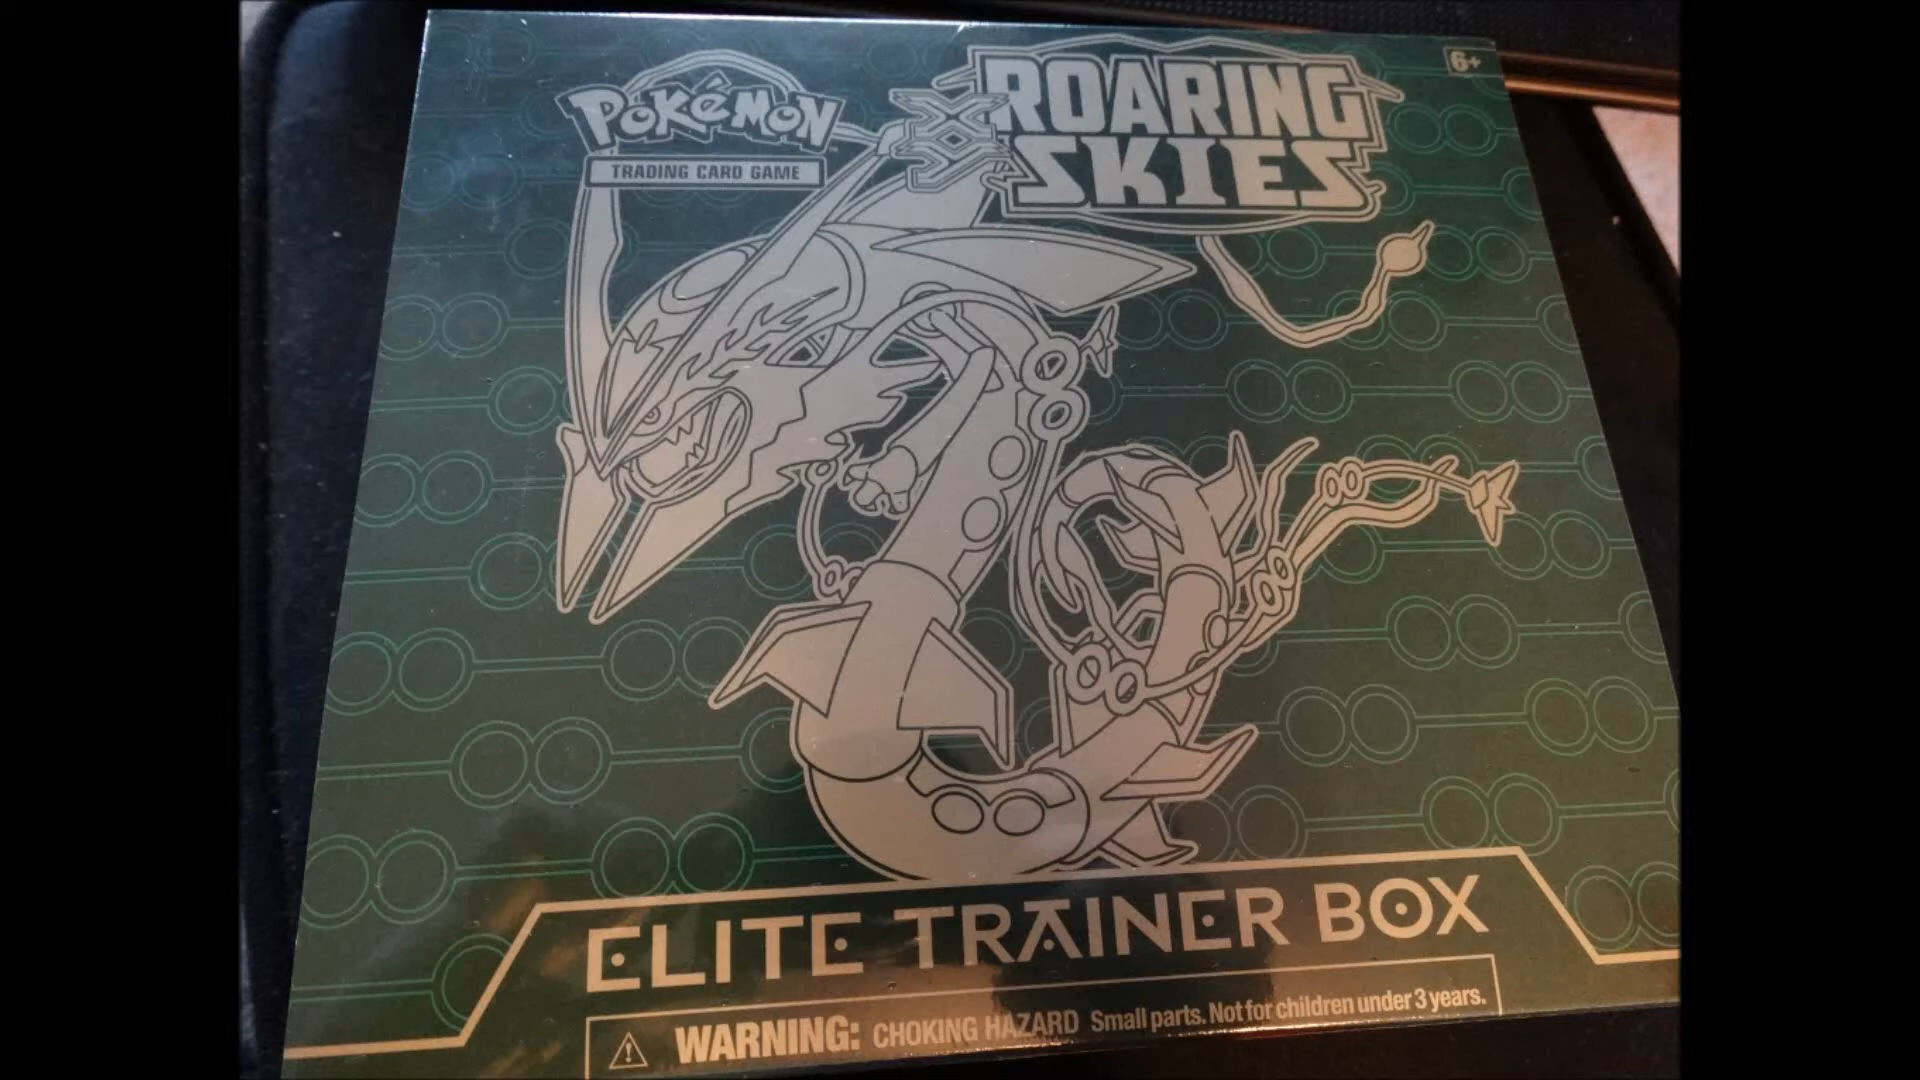 POKÉMON
TRADING CARD GAME
XY
ROARING
SKIES
6+
ELITE TRAINER BOX
WARNING: CHOKING HAZARD Small parts. Not for children under 3 years.